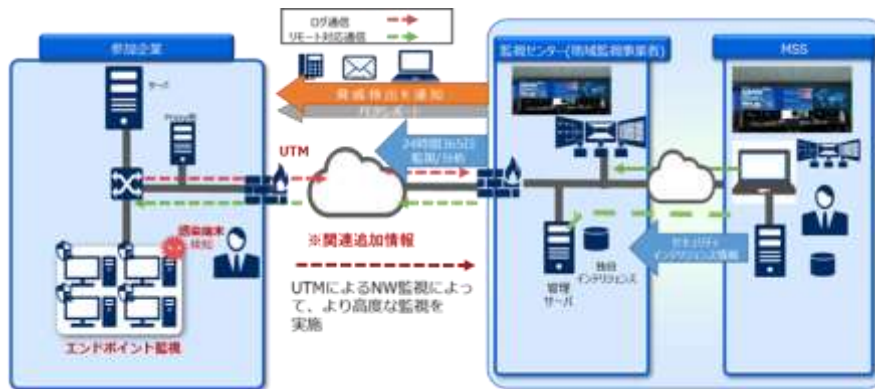 ログ通信
リモート対応通信
参加企業
監視センター(地域監視事業者)
MSS
サーバ
脅威検出を通知
24時間365日
監視/分析
UTM
感染端末
検知
※関連追加情報
UTMによるNW監視によっ
て、より高度な監視を
実施
エンドポイント監視
独自
インテリジェンス
管理
サーバ
セキュリティ
インテリジェンス情報